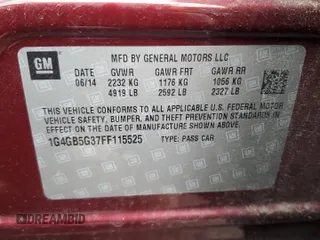 GM
MFD BY GENERAL MOTORS LLC
DATE GVWR GAWR FRT GAWR RR
06/14 2232 KG 1176 KG 1056 KG
4919 LB 2592 LB 2327 LB
THIS VEHICLE CONFORMS TO ALL APPLICABLE U.S. FEDERAL MOTOR
VEHICLE SAFETY, BUMPER, AND THEFT PREVENTION STANDARDS
IN EFFECT ON THE DATE OF MANUFACTURE SHOWN ABOVE.
1G4GB5G37FF115525 TYPE: PASS CAR
DREAMBID